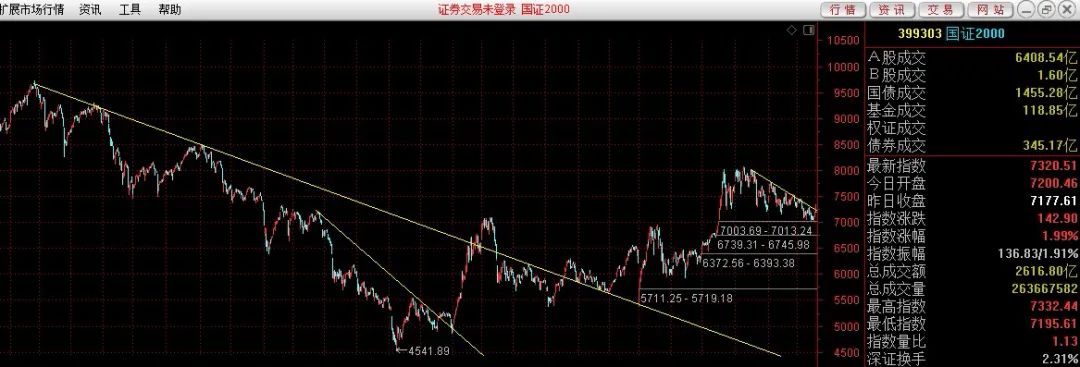 扩展市场行情 资讯 工具 帮助 证券交易未登录 国证2000 行情 资讯 交易 网站
399303 国证2000
10500
10000
9500
9000
8500
8000
7500
7000
6500
6000
5500
5000
4500
7003.69 - 7013.24
6739.31 - 6745.98
6372.56 - 6393.38
5711.25 - 5719.18
4541.89
A股成交 6408.54亿
B股成交 1.60亿
国债成交 1455.28亿
基金成交 118.85亿
权证成交
债券成交 345.17亿
最新指数 7320.51
今日开盘 7200.46
昨日收盘 7177.61
指数涨跌 142.90
指数涨幅 1.99%
指数振幅 136.83/1.91%
总成交额 2616.80亿
总成交量 263667582
最高指数 7332.44
最低指数 7195.61
指数量比 1.13
深证换手 2.31%